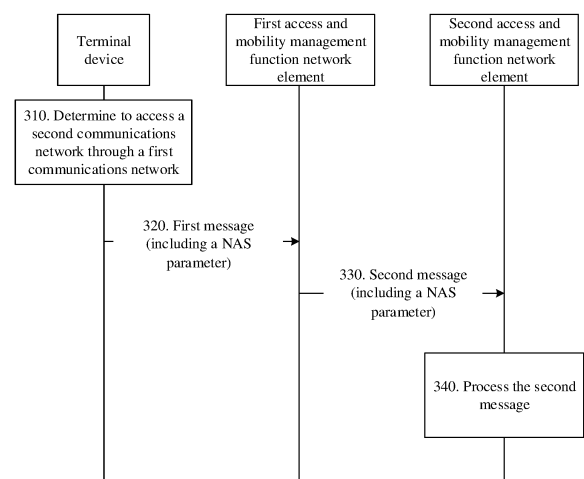 Terminal
device
First access and
mobility management
function network
element
Second access and
mobility management
function network
element
310. Determine to access a
second communications
network through a first
communications network
320. First message
(including a NAS
parameter)
330. Second message
(including a NAS
parameter)
340. Process the second
message